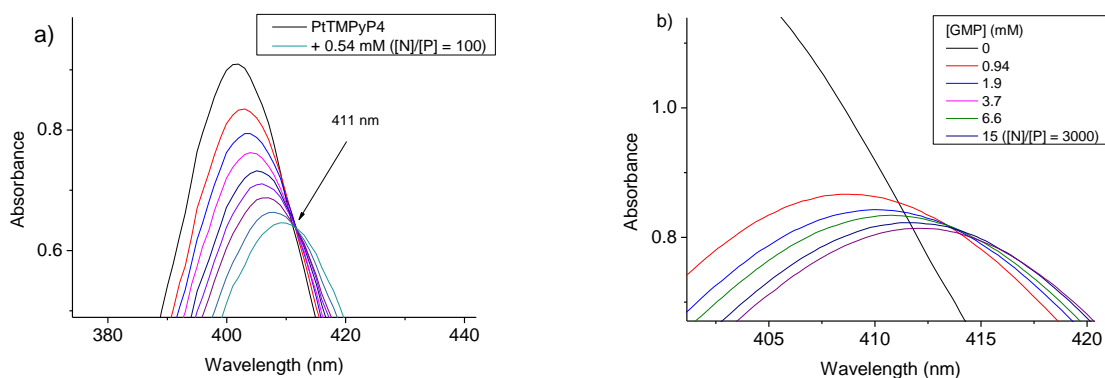 a)
PtTMPyP4
+ 0.54 mM ([N]/[P] = 100)
411 nm
0.8
0.6
Absorbance
380
400
420
440
Wavelength (nm)
b)
[GMP] (mM)
0
0.94
1.9
3.7
6.6
15 ([N]/[P] = 3000)
1.0
0.8
Absorbance
405
410
415
420
Wavelength (nm)